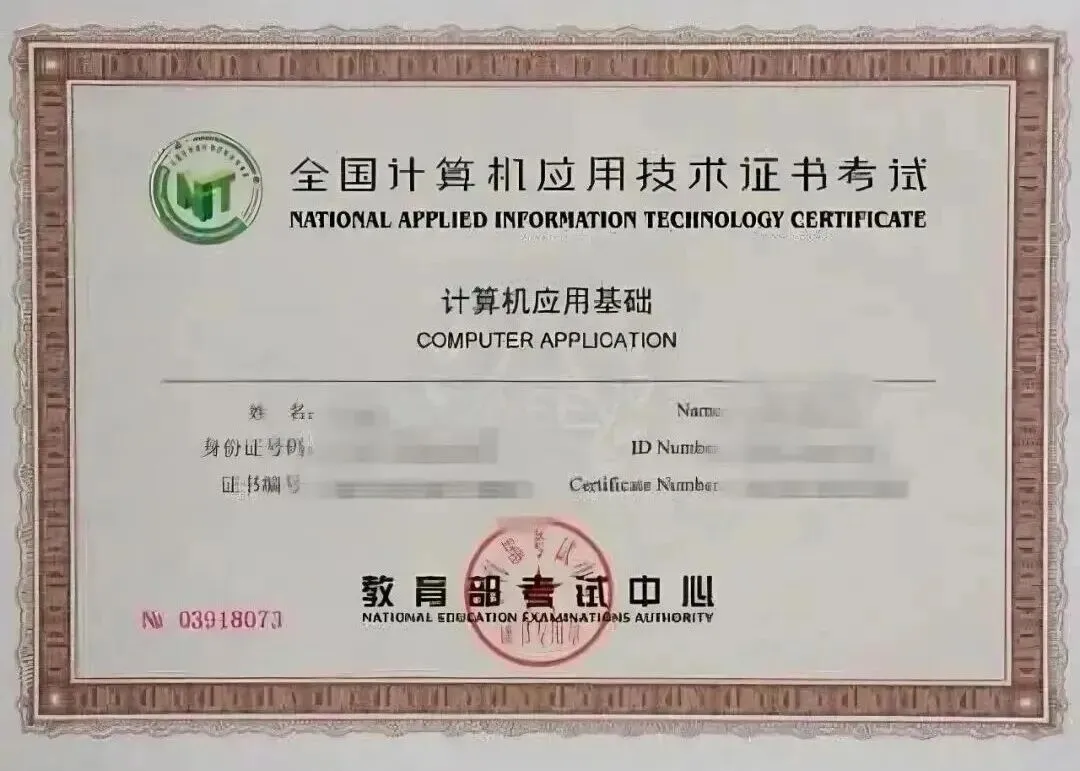 全国计算机应用技术证书考试
NATIONAL APPLIED INFORMATION TECHNOLOGY CERTIFICATE
计算机应用基础
COMPUTER APPLICATION
姓 名: Name
身份证号码 ID Number
证书编号 Certificate Number
教育部考试中心
NATIONAL EDUCATION EXAMINATIONS AUTHORITY
№ 03918073